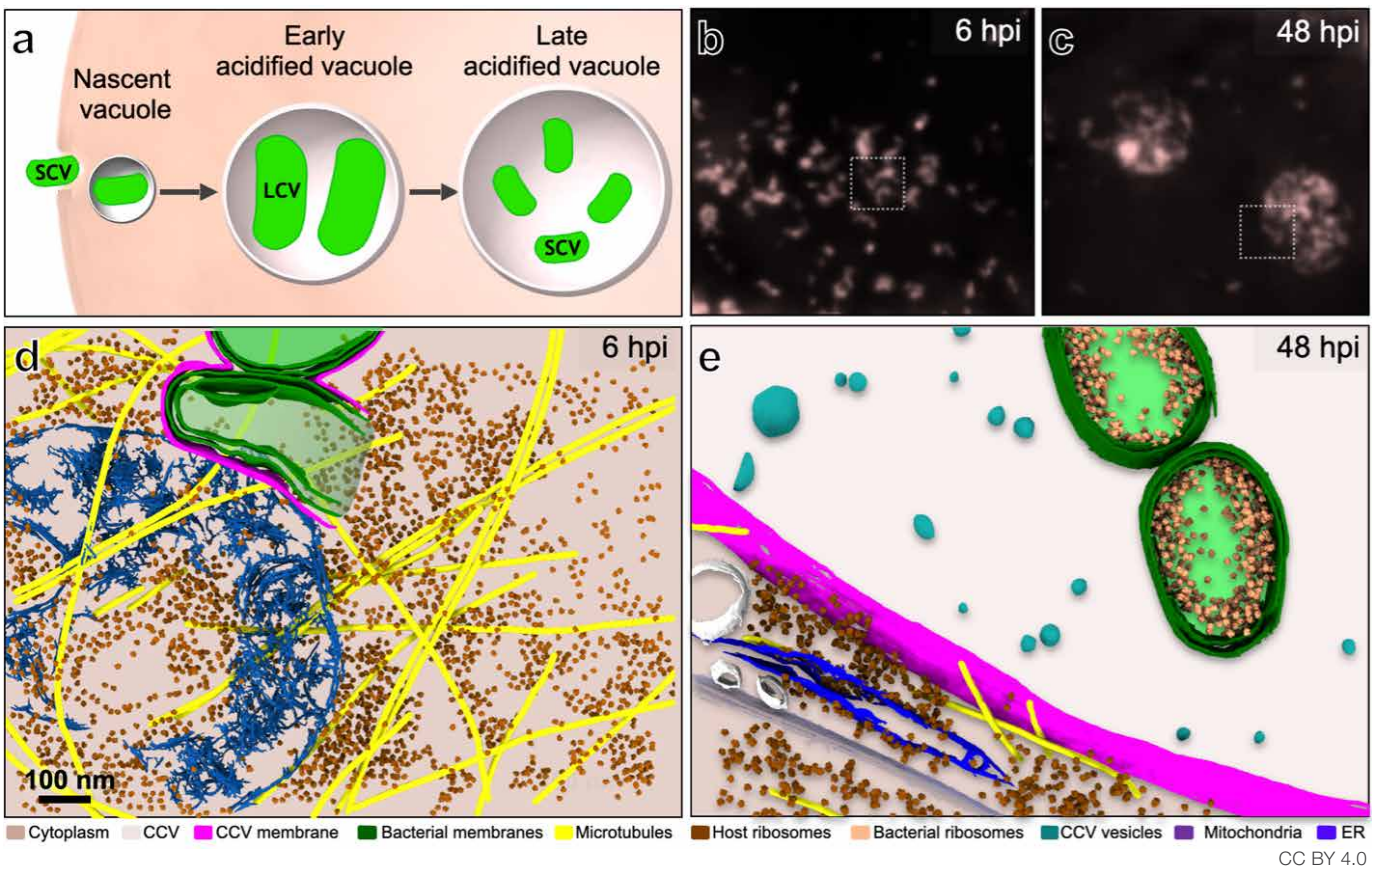 a
Nascent
vacuole
Early
acidified vacuole
Late
acidified vacuole
SCV
LCV
SCV
b
6 hpi
c
48 hpi
d
6 hpi
100 nm
e
48 hpi
Cytoplasm CCV CCV membrane Bacterial membranes Microtubules Host ribosomes Bacterial ribosomes CCV vesicles Mitochondria ER
CC BY 4.0